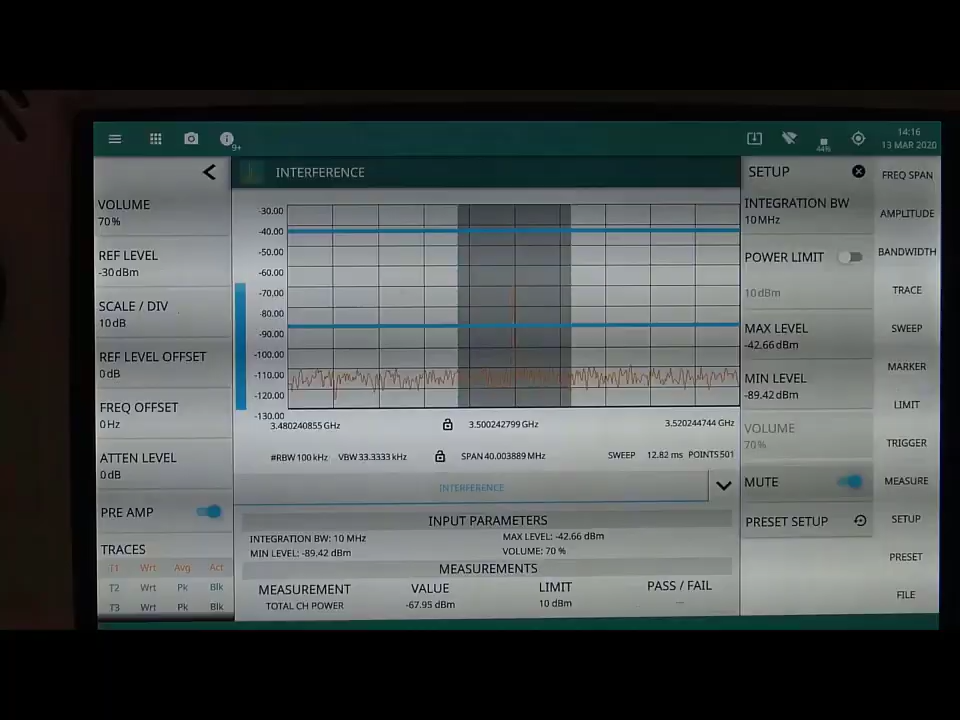 9+
44%
14:16
13 MAR 2020
VOLUME
70 %
REF LEVEL
-30 dBm
SCALE / DIV
10 dB
REF LEVEL OFFSET
0 dB
FREQ OFFSET
0 Hz
ATTEN LEVEL
0 dB
PRE AMP
TRACES
T1 Wrt Avg Act
T2 Wrt Pk Blk
T3 Wrt Pk Blk
INTERFERENCE
-30.00
-40.00
-50.00
-60.00
-70.00
-80.00
-90.00
-100.00
-110.00
-120.00
-130.00
3.480240855 GHz 3.500242799 GHz 3.520244744 GHz
#RBW 100 kHz VBW 33.3333 kHz SPAN 40.003889 MHz SWEEP 12.82 ms POINTS 501
INTERFERENCE
INPUT PARAMETERS
INTEGRATION BW: 10 MHz MAX LEVEL: -42.66 dBm
MIN LEVEL: -89.42 dBm VOLUME: 70 %
MEASUREMENTS
MEASUREMENT VALUE LIMIT PASS / FAIL
TOTAL CH POWER -67.95 dBm 10 dBm —
SETUP
INTEGRATION BW
10 MHz
POWER LIMIT
10 dBm
MAX LEVEL
-42.66 dBm
MIN LEVEL
-89.42 dBm
VOLUME
70 %
MUTE
PRESET SETUP
FREQ SPAN
AMPLITUDE
BANDWIDTH
TRACE
SWEEP
MARKER
LIMIT
TRIGGER
MEASURE
SETUP
PRESET
FILE